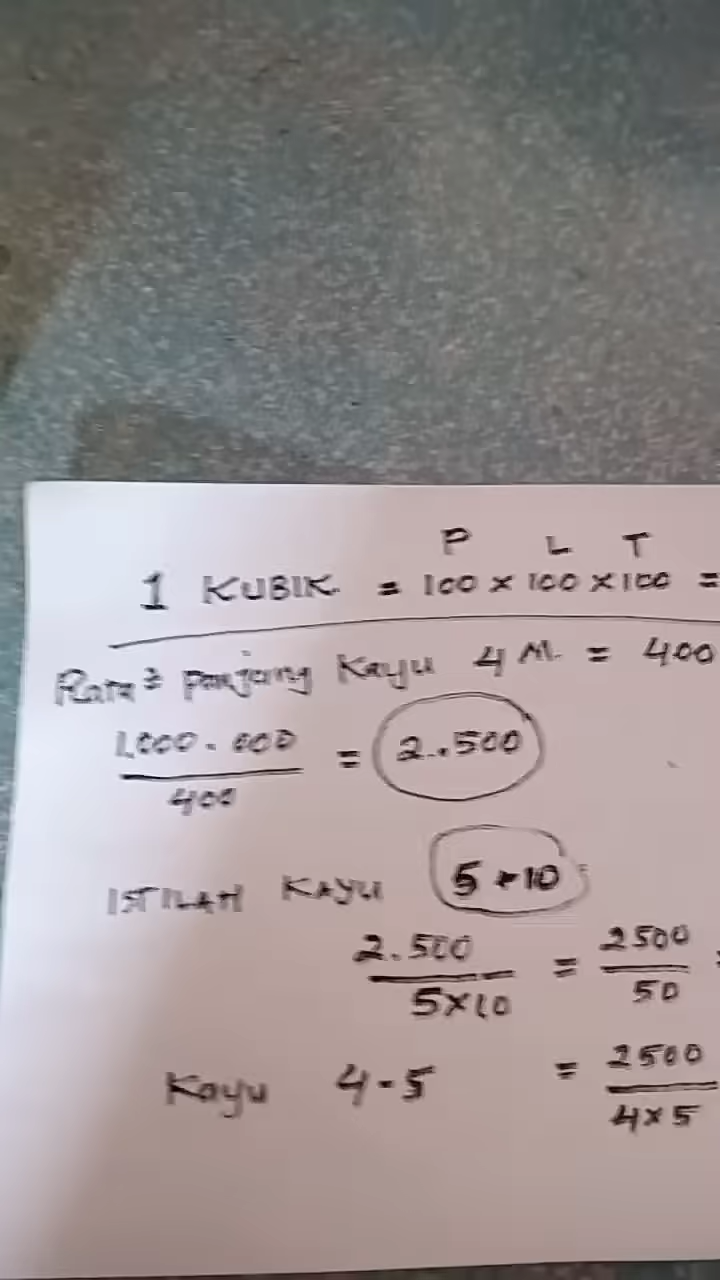 P L T
1 KUBIK = 100 x 100 x 100 =
Rata² panjang Kayu 4 M. = 400
1.000.000 = 2.500
400
ISTILAH KAYU 5-10
2.500 = 2500
5x10 50
Kayu 4-5 = 2500
4x5